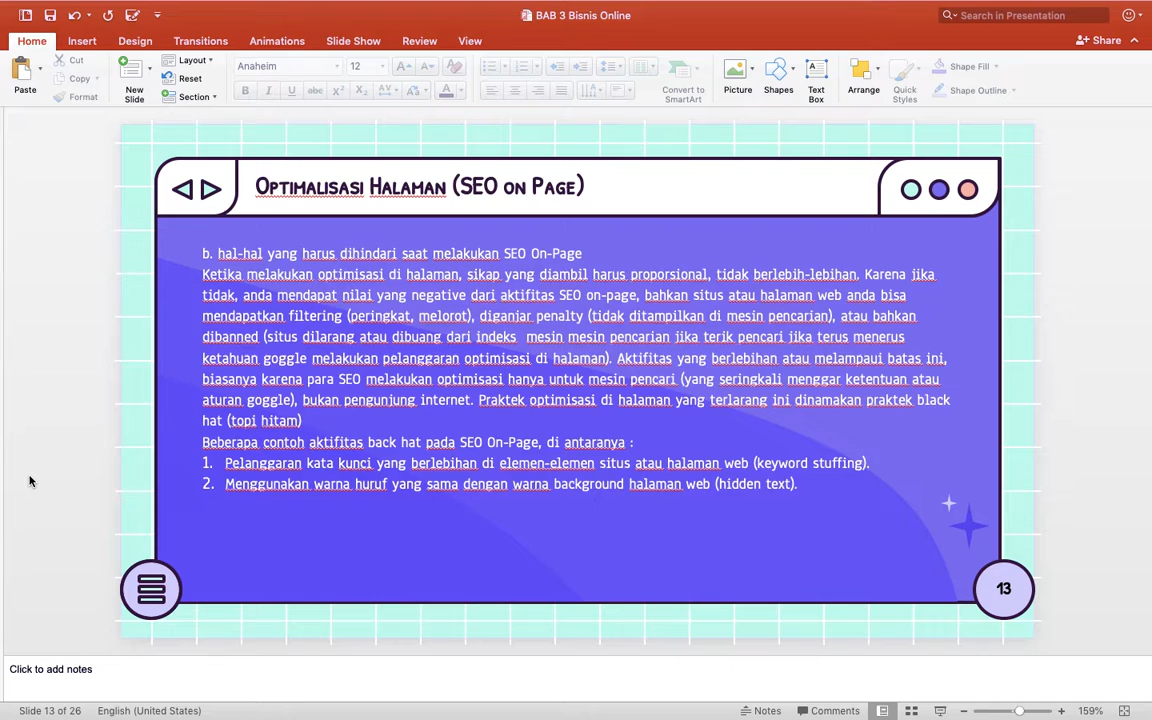 BAB 3 Bisnis Online
Search in Presentation
Home Insert Design Transitions Animations Slide Show Review View
Share
Paste
Cut
Copy
Format
New Slide
Layout
Reset
Section
Anaheim 12
B I U abc X² X₂ AV Aa A
Convert to SmartArt
Picture
Shapes
Text Box
Arrange
Quick Styles
Shape Fill
Shape Outline
Optimalisasi Halaman (SEO on Page)
b. hal-hal yang harus dihindari saat melakukan SEO On-Page
Ketika melakukan optimisasi di halaman, sikap yang diambil harus proporsional, tidak berlebih-lebihan. Karena jika
tidak, anda mendapat nilai yang negative dari aktifitas SEO on-page, bahkan situs atau halaman web anda bisa
mendapatkan filtering (peringkat, melorot), diganjar penalty (tidak ditampilkan di mesin pencarian), atau bahkan
dibanned (situs dilarang atau dibuang dari indeks mesin mesin pencarian jika terik pencari jika terus menerus
ketahuan goggle melakukan pelanggaran optimisasi di halaman). Aktifitas yang berlebihan atau melampaui batas ini,
biasanya karena para SEO melakukan optimisasi hanya untuk mesin pencari (yang seringkali menggar ketentuan atau
aturan goggle), bukan pengunjung internet. Praktek optimisasi di halaman yang terlarang ini dinamakan praktek black
hat (topi hitam)
Beberapa contoh aktifitas back hat pada SEO On-Page, di antaranya :
1. Pelanggaran kata kunci yang berlebihan di elemen-elemen situs atau halaman web (keyword stuffing).
2. Menggunakan warna huruf yang sama dengan warna background halaman web (hidden text).
13
Click to add notes
Slide 13 of 26 English (United States) Notes Comments 159%